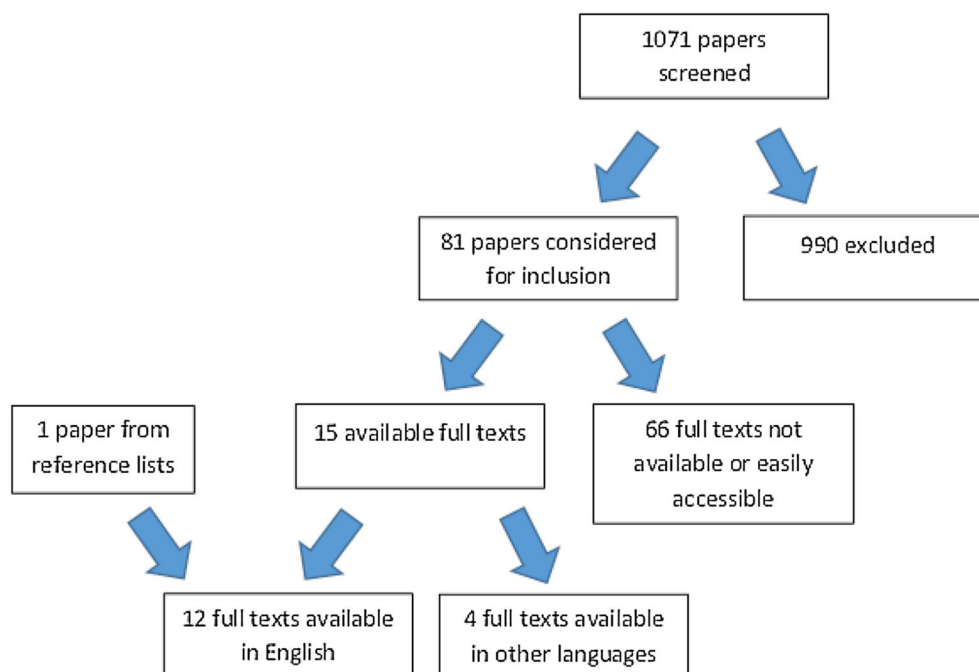 1071 papers
screened
81 papers considered
for inclusion
990 excluded
1 paper from
reference lists
15 available full texts
66 full texts not
available or easily
accessible
12 full texts available
in English
4 full texts available
in other languages